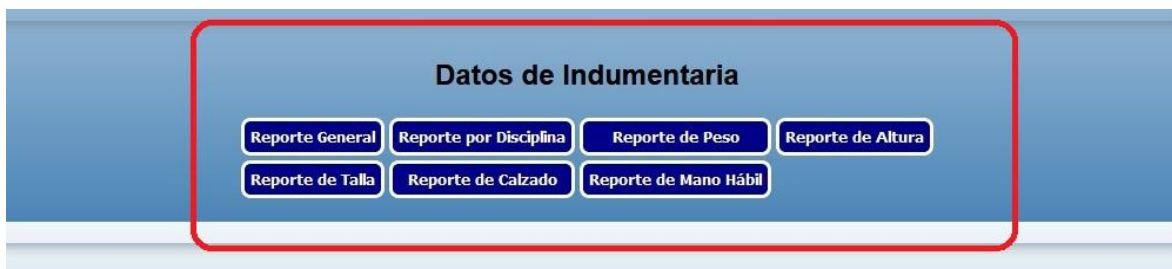 Datos de Indumentaria
Reporte General Reporte por Disciplina Reporte de Peso Reporte de Altura
Reporte de Talla Reporte de Calzado Reporte de Mano Hábil